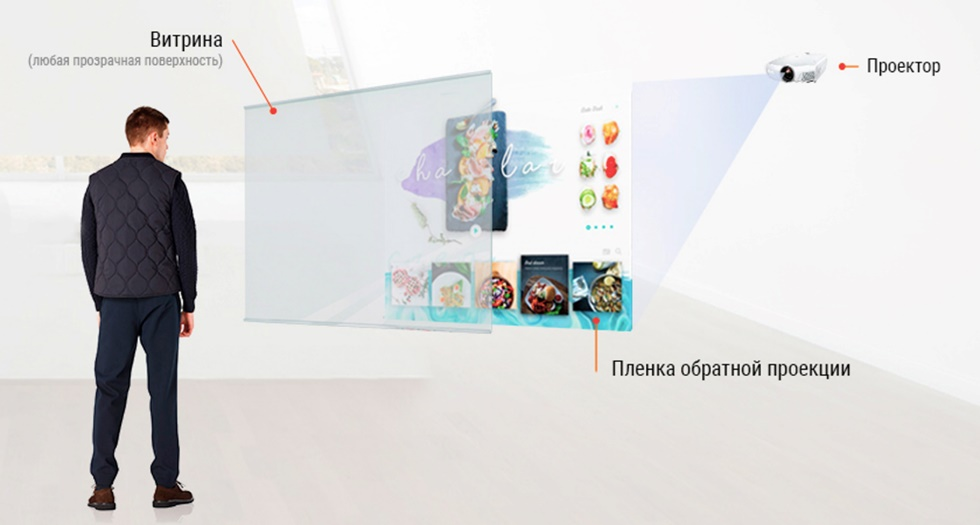 Витрина
(любая прозрачная поверхность)
Проектор
Пленка обратной проекции